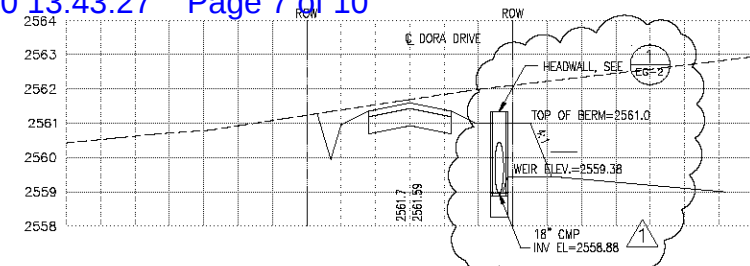 0 13:43:27 Page 7 of 10
2564
ROW
ROW
℄ DORA DRIVE
2563
HEADWALL, SEE
1
EG-2
2562
2561
TOP OF BERM=2561.0
2560
WEIR ELEV.=2559.38
2559
2561.7
2561.59
2558
18" CMP
INV EL=2558.88
1